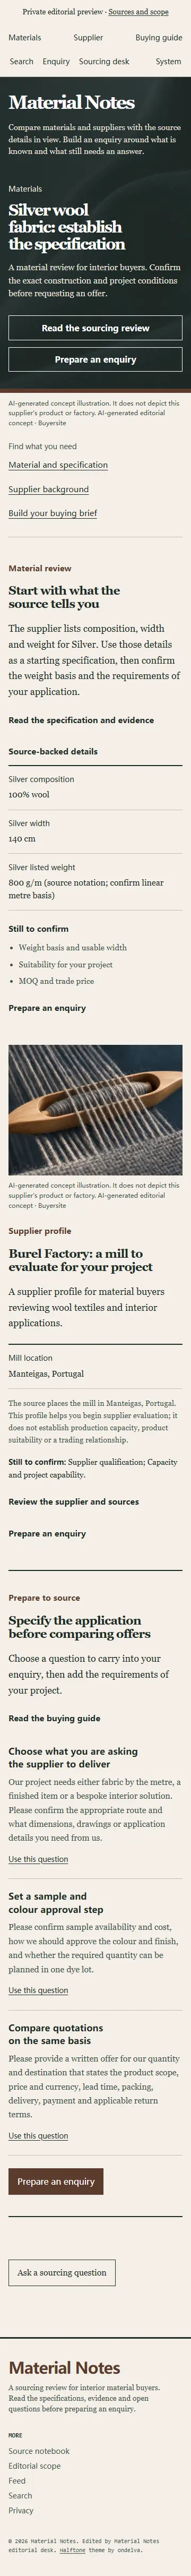 Private editorial preview · Sources and scope
Materials Supplier Buying guide
Search Enquiry Sourcing desk System
Material Notes
Compare materials and suppliers with the source
details in view. Build an enquiry around what is
known and what still needs an answer.
Materials
Silver wool
fabric: establish
the specification
A material review for interior buyers. Confirm
the exact construction and project conditions
before requesting an offer.
Read the sourcing review
Prepare an enquiry
AI-generated concept illustration. It does not depict this
supplier's product or factory. AI-generated editorial
concept · Buyersite
Find what you need
Material and specification
Supplier background
Build your buying brief
Material review
Start with what the
source tells you
The supplier lists composition, width
and weight for Silver. Use those details
as a starting specification, then confirm
the weight basis and the requirements of
your application.
Read the specification and evidence
Source-backed details
Silver composition
100% wool
Silver width
140 cm
Silver listed weight
800 g/m (source notation; confirm linear
metre basis)
Still to confirm
• Weight basis and usable width
• Suitability for your project
• MOQ and trade price
Prepare an enquiry
AI-generated concept illustration. It does not depict this
supplier's product or factory. AI-generated editorial
concept · Buyersite
Supplier profile
Burel Factory: a mill to
evaluate for your project
A supplier profile for material buyers
reviewing wool textiles and interior
applications.
Mill location
Manteigas, Portugal
The source places the mill in Manteigas, Portugal.
This profile helps you begin supplier evaluation; it
does not establish production capacity, product
suitability or a trading relationship.
Still to confirm: Supplier qualification; Capacity
and project capability.
Review the supplier and sources
Prepare an enquiry
Prepare to source
Specify the application
before comparing offers
Choose a question to carry into your
enquiry, then add the requirements of
your project.
Read the buying guide
Choose what you are asking
the supplier to deliver
Our project needs either fabric by the metre, a
finished item or a bespoke interior solution.
Please confirm the appropriate route and
what dimensions, drawings or application
details you need from us.
Use this question
Set a sample and
colour approval step
Please confirm sample availability and cost,
how we should approve the colour and finish,
and whether the required quantity can be
planned in one dye lot.
Use this question
Compare quotations
on the same basis
Please provide a written offer for our quantity
and destination that states the product scope,
price and currency, lead time, packing,
delivery, payment and applicable return
terms.
Use this question
Prepare an enquiry
Ask a sourcing question
Material Notes
A sourcing review for interior material buyers.
Read the specifications, evidence and open
questions before preparing an enquiry.
MORE
Source notebook
Editorial scope
Feed
Search
Privacy
© 2026 Material Notes. Edited by Material Notes
editorial desk. Halftone theme by ondelva.